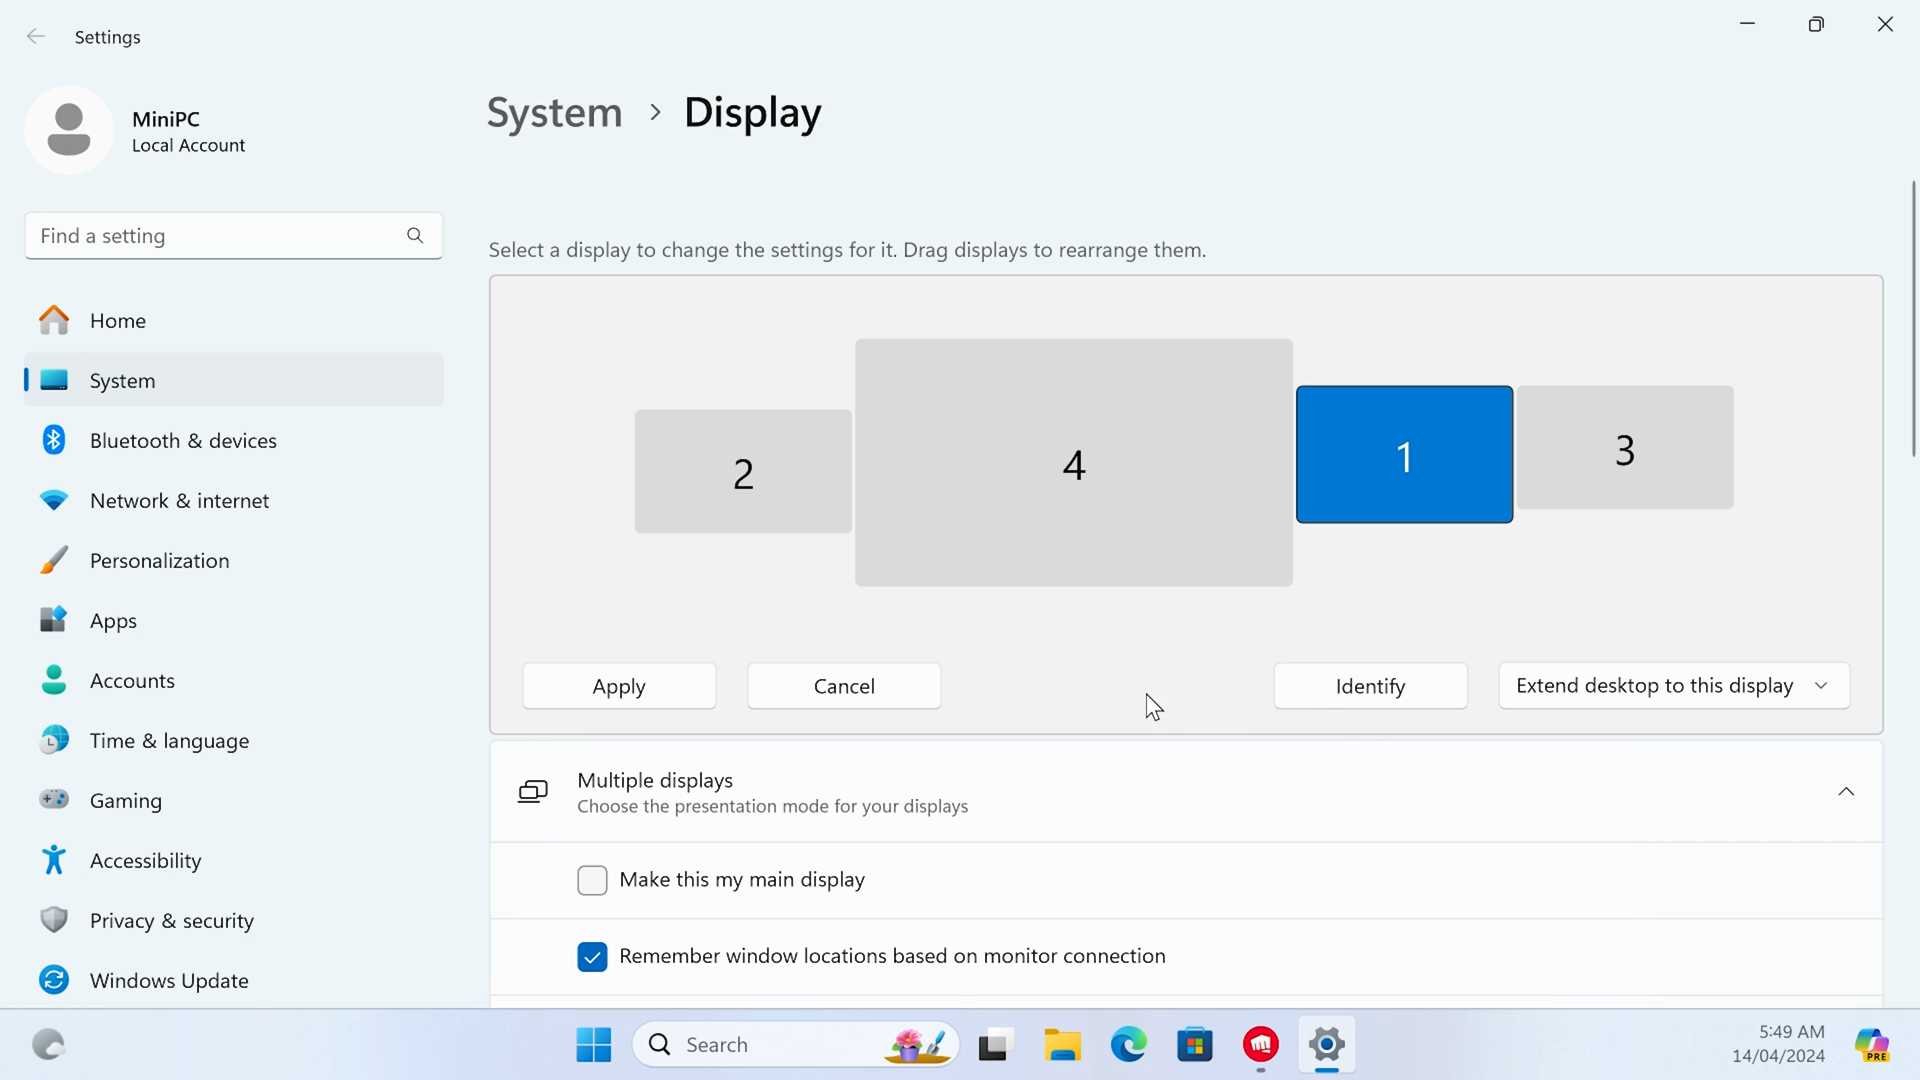 Settings
MiniPC
Local Account
Find a setting
Home
System
Bluetooth & devices
Network & internet
Personalization
Apps
Accounts
Time & language
Gaming
Accessibility
Privacy & security
Windows Update
System > Display
Select a display to change the settings for it. Drag displays to rearrange them.
2
4
1
3
Apply
Cancel
Identify
Extend desktop to this display
Multiple displays
Choose the presentation mode for your displays
Make this my main display
Remember window locations based on monitor connection
Search
5:49 AM
14/04/2024
PRE